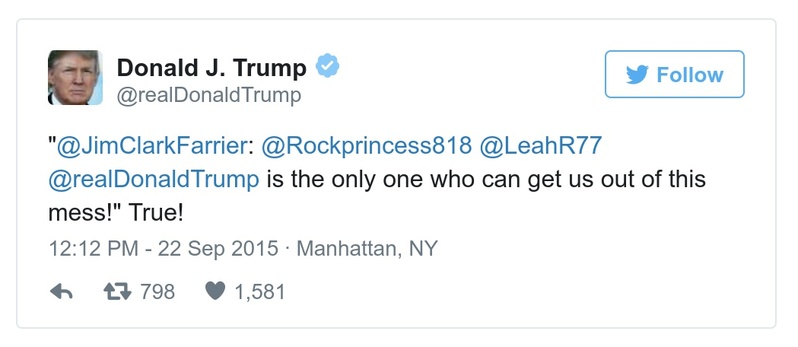 Donald J. Trump
@realDonaldTrump
Follow
"@JimClarkFarrier: @Rockprincess818 @LeahR77
@realDonaldTrump is the only one who can get us out of this
mess!" True!
12:12 PM - 22 Sep 2015 · Manhattan, NY
798 1,581